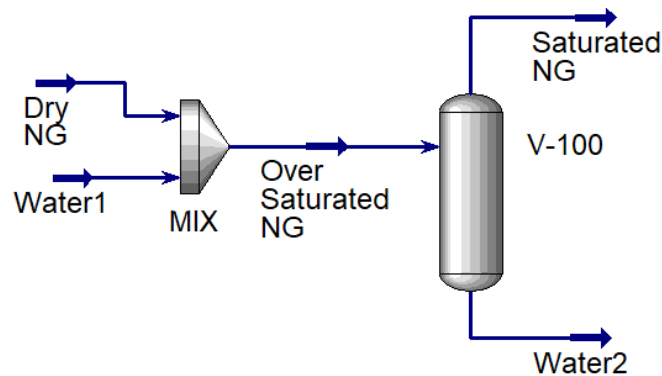 Saturated
NG
Dry
NG
V-100
Over
Saturated
NG
Water1
MIX
Water2